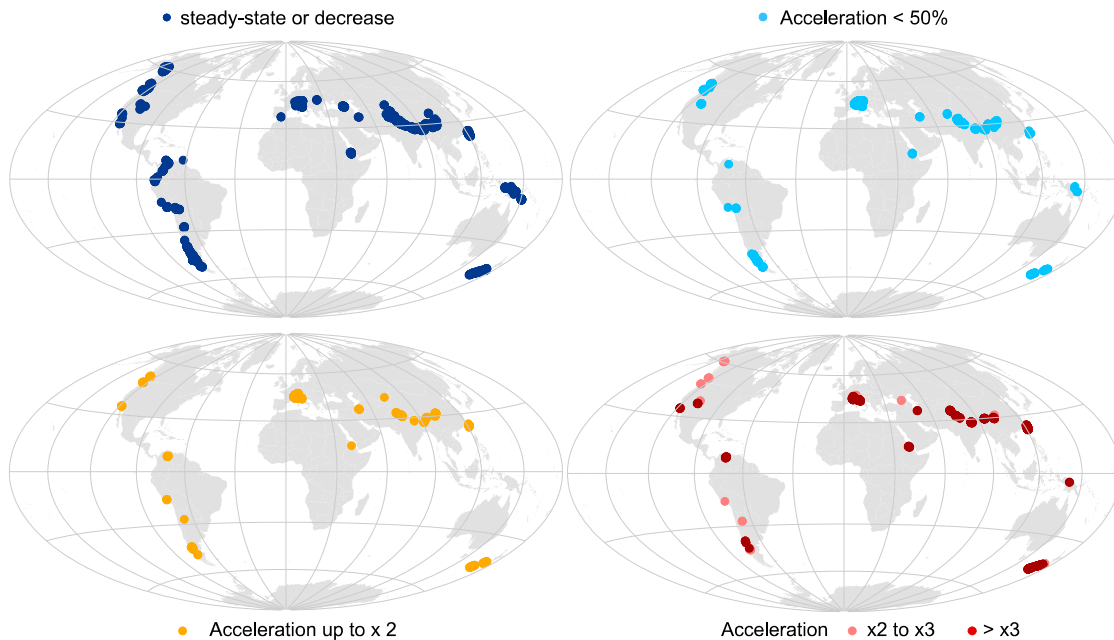 steady-state or decrease
Acceleration < 50%
Acceleration up to x 2
Acceleration x2 to x3 > x3